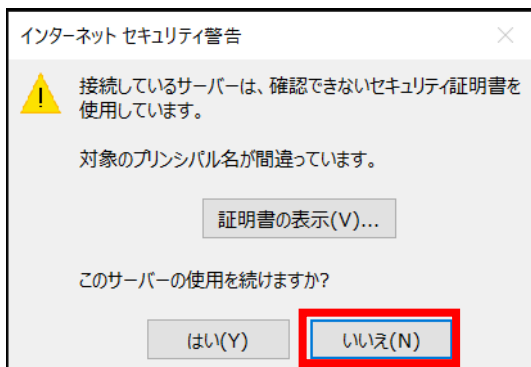 インターネット セキュリティ警告
接続しているサーバーは、確認できないセキュリティ証明書を
使用しています。
対象のプリンシパル名が間違っています。
証明書の表示(V)...
このサーバーの使用を続けますか?
はい(Y)
いいえ(N)